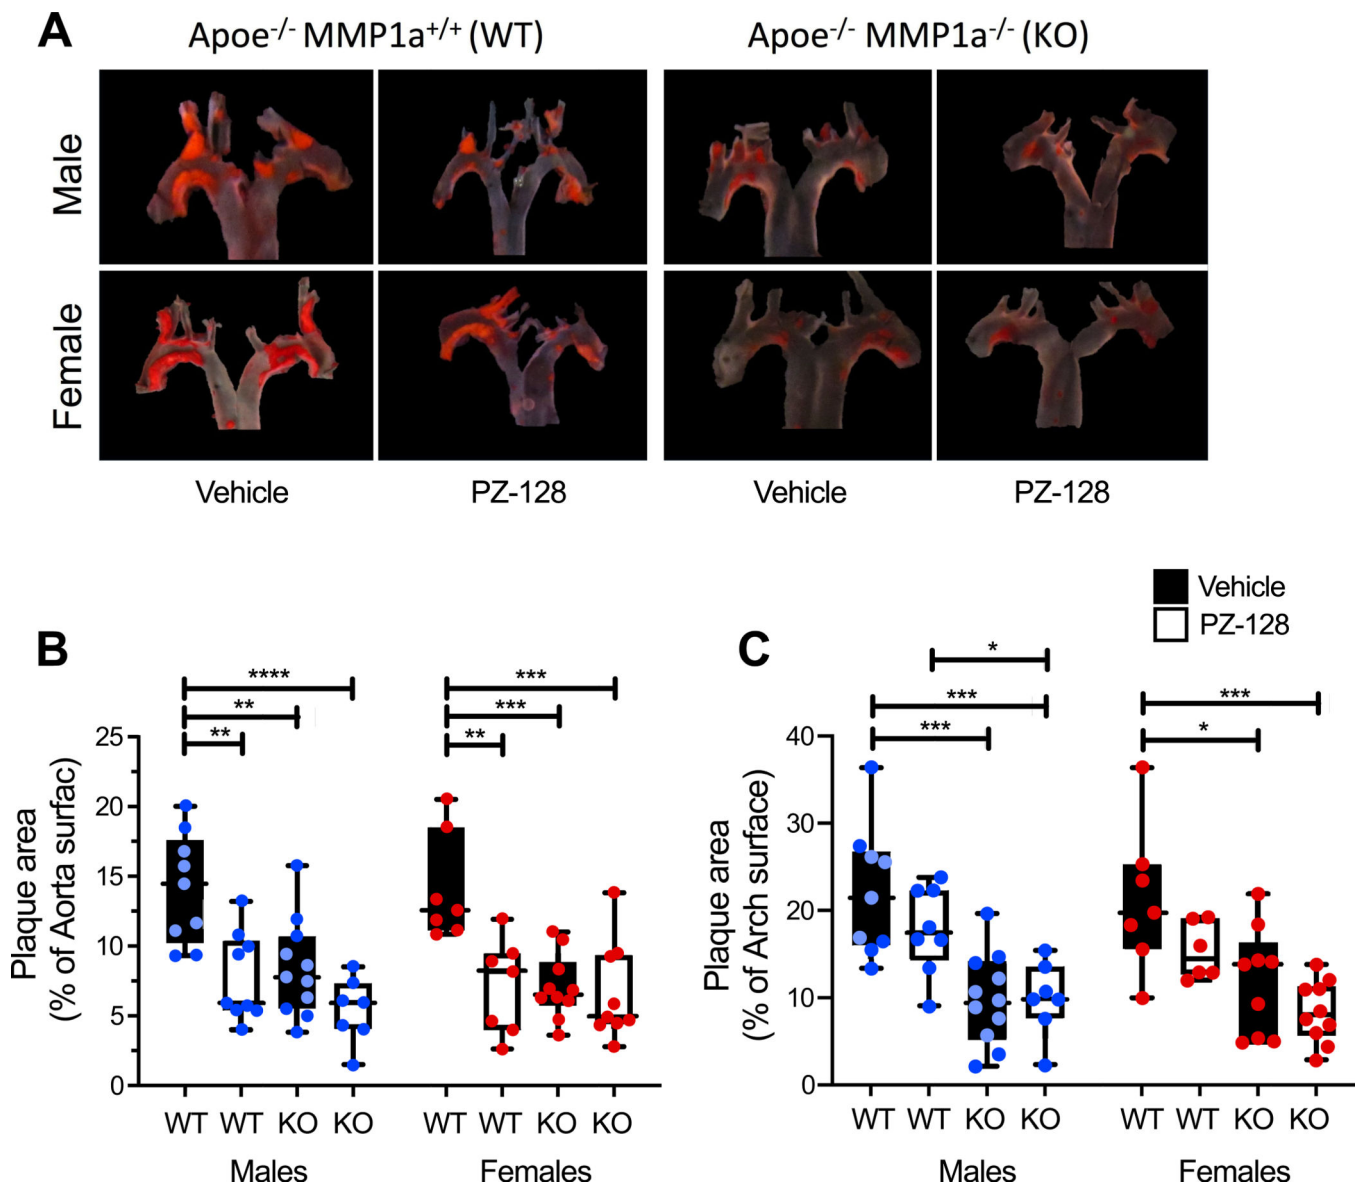 A
Apoe-/- MMP1a+/+ (WT)
Apoe-/- MMP1a-/- (KO)
Male
Female
Vehicle
PZ-128
Vehicle
PZ-128
Vehicle
PZ-128
B
****
**
**
***
***
**
Plaque area
(% of Aorta surfac)
25
20
15
10
5
0
WT WT KO KO WT WT KO KO
Males Females
C
*
***
***
***
*
Plaque area
(% of Arch surface)
40
30
20
10
0
WT WT KO KO WT WT KO KO
Males Females